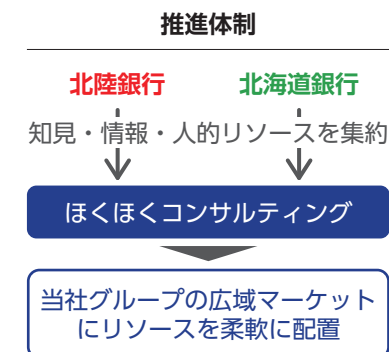 推進体制
北陸銀行 北海道銀行
知見・情報・人的リソースを集約
ほくほくコンサルティング
当社グループの広域マーケット
にリソースを柔軟に配置